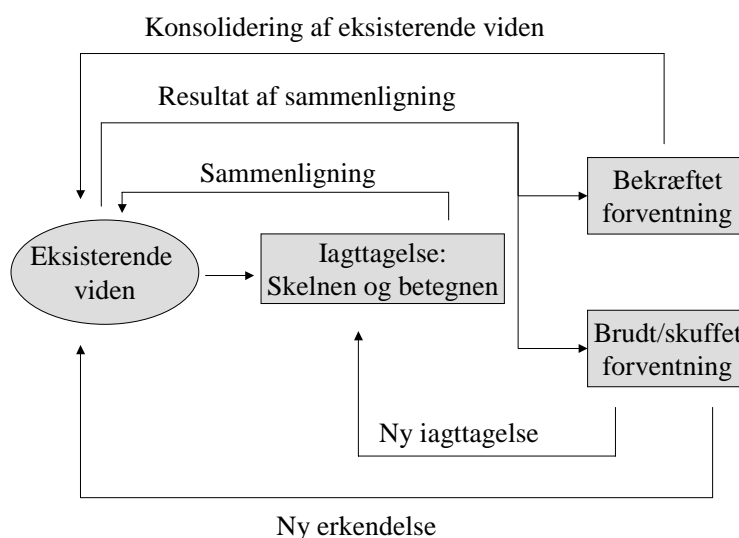 Konsolidering af eksisterende viden
Resultat af sammenligning
Sammenligning
Bekræftet
forventning
Eksisterende
viden
Iagttagelse:
Skelnen og betegnen
Brudt/skuffet
forventning
Ny iagttagelse
Ny erkendelse